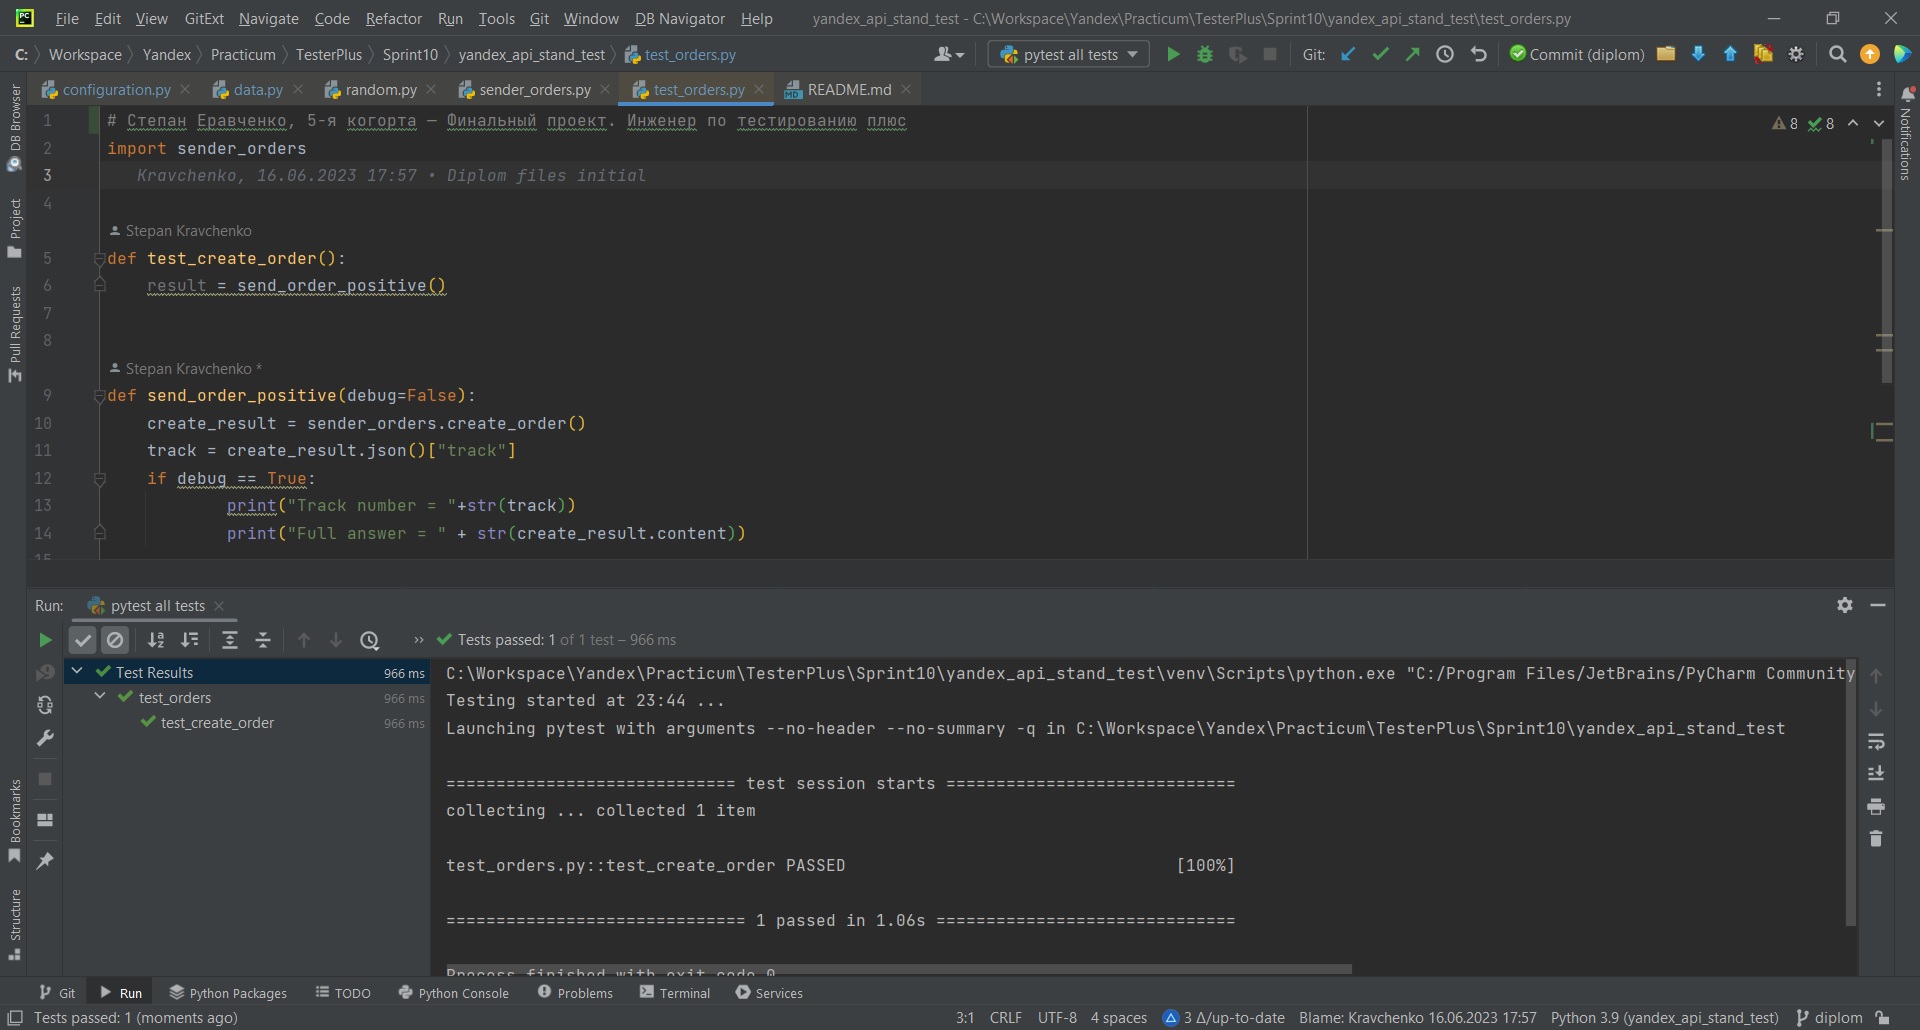 File Edit View GitExt Navigate Code Refactor Run Tools Git Window DB Navigator Help yandex_api_stand_test - C:\Workspace\Yandex\Practicum\TesterPlus\Sprint10\yandex_api_stand_test\test_orders.py
C: Workspace Yandex Practicum TesterPlus Sprint10 yandex_api_stand_test test_orders.py pytest all tests Git: Commit (diplom)
configuration.py data.py random.py sender_orders.py test_orders.py README.md
DB Browser
Project
Pull Requests
Bookmarks
Structure
Notifications
8 8
1 # Степан Еравченко, 5-я когорта — Финальный проект. Инженер по тестированию плюс
2 import sender_orders
3 Kravchenko, 16.06.2023 17:57 • Diplom files initial
4
Stepan Kravchenko
5 def test_create_order():
6 result = send_order_positive()
7
8
Stepan Kravchenko *
9 def send_order_positive(debug=False):
10 create_result = sender_orders.create_order()
11 track = create_result.json()["track"]
12 if debug == True:
13 print("Track number = "+str(track))
14 print("Full answer = " + str(create_result.content))
15
Run: pytest all tests
Tests passed: 1 of 1 test – 966 ms
Test Results 966 ms
test_orders 966 ms
test_create_order 966 ms
C:\Workspace\Yandex\Practicum\TesterPlus\Sprint10\yandex_api_stand_test\venv\Scripts\python.exe "C:/Program Files/JetBrains/PyCharm Community
Testing started at 23:44 ...
Launching pytest with arguments --no-header --no-summary -q in C:\Workspace\Yandex\Practicum\TesterPlus\Sprint10\yandex_api_stand_test
============================= test session starts =============================
collecting ... collected 1 item
test_orders.py::test_create_order PASSED [100%]
============================== 1 passed in 1.06s ==============================
Process finished with exit code 0
Git Run Python Packages TODO Python Console Problems Terminal Services
Tests passed: 1 (moments ago) 3:1 CRLF UTF-8 4 spaces 3 Δ/up-to-date Blame: Kravchenko 16.06.2023 17:57 Python 3.9 (yandex_api_stand_test) diplom